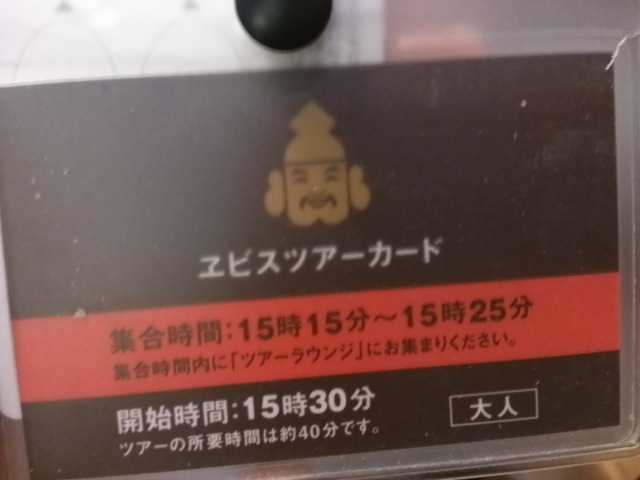 ヱビスツアーカード
集合時間:15時15分〜15時25分
集合時間内に「ツアーラウンジ」にお集まりください。
開始時間:15時30分
大人
ツアーの所要時間は約40分です。